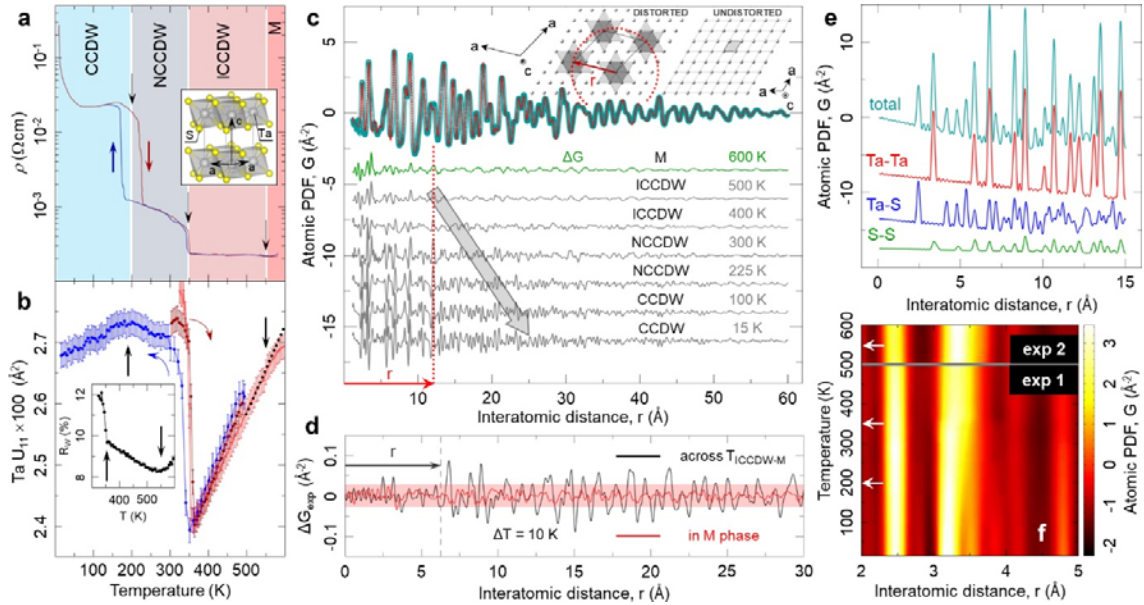 a
CCDW
NCCDW
ICCDW
M
10⁻¹
10⁻²
10⁻³
ρ (Ωcm)
c
S
Ta
a
a
b
2.7
2.6
2.5
2.4
Ta U₁₁ × 100 (Å²)
12
10
8
R_W (%)
400
500
T (K)
0
100
200
300
400
500
Temperature (K)
c
DISTORTED
UNDISTORTED
a
a
c
r
a
a
c
5
0
-5
-10
-15
Atomic PDF, G (Å⁻²)
ΔG
M
600 K
ICCDW
500 K
ICCDW
400 K
NCCDW
300 K
NCCDW
225 K
CCDW
100 K
CCDW
15 K
r
10
20
30
40
50
60
Interatomic distance, r (Å)
d
0.1
0
-0.1
ΔG_exp (Å⁻²)
r
across T_ICCDW-M
ΔT = 10 K
in M phase
0
5
10
15
20
25
30
Interatomic distance, r (Å)
e
10
0
-10
Atomic PDF, G (Å⁻²)
total
Ta-Ta
Ta-S
S-S
0
5
10
15
Interatomic distance, r (Å)
600
500
400
300
200
100
Temperature (K)
exp 2
exp 1
f
2
3
4
5
Interatomic distance, r (Å)
3
2
1
0
-1
-2
Atomic PDF, G (Å⁻²)